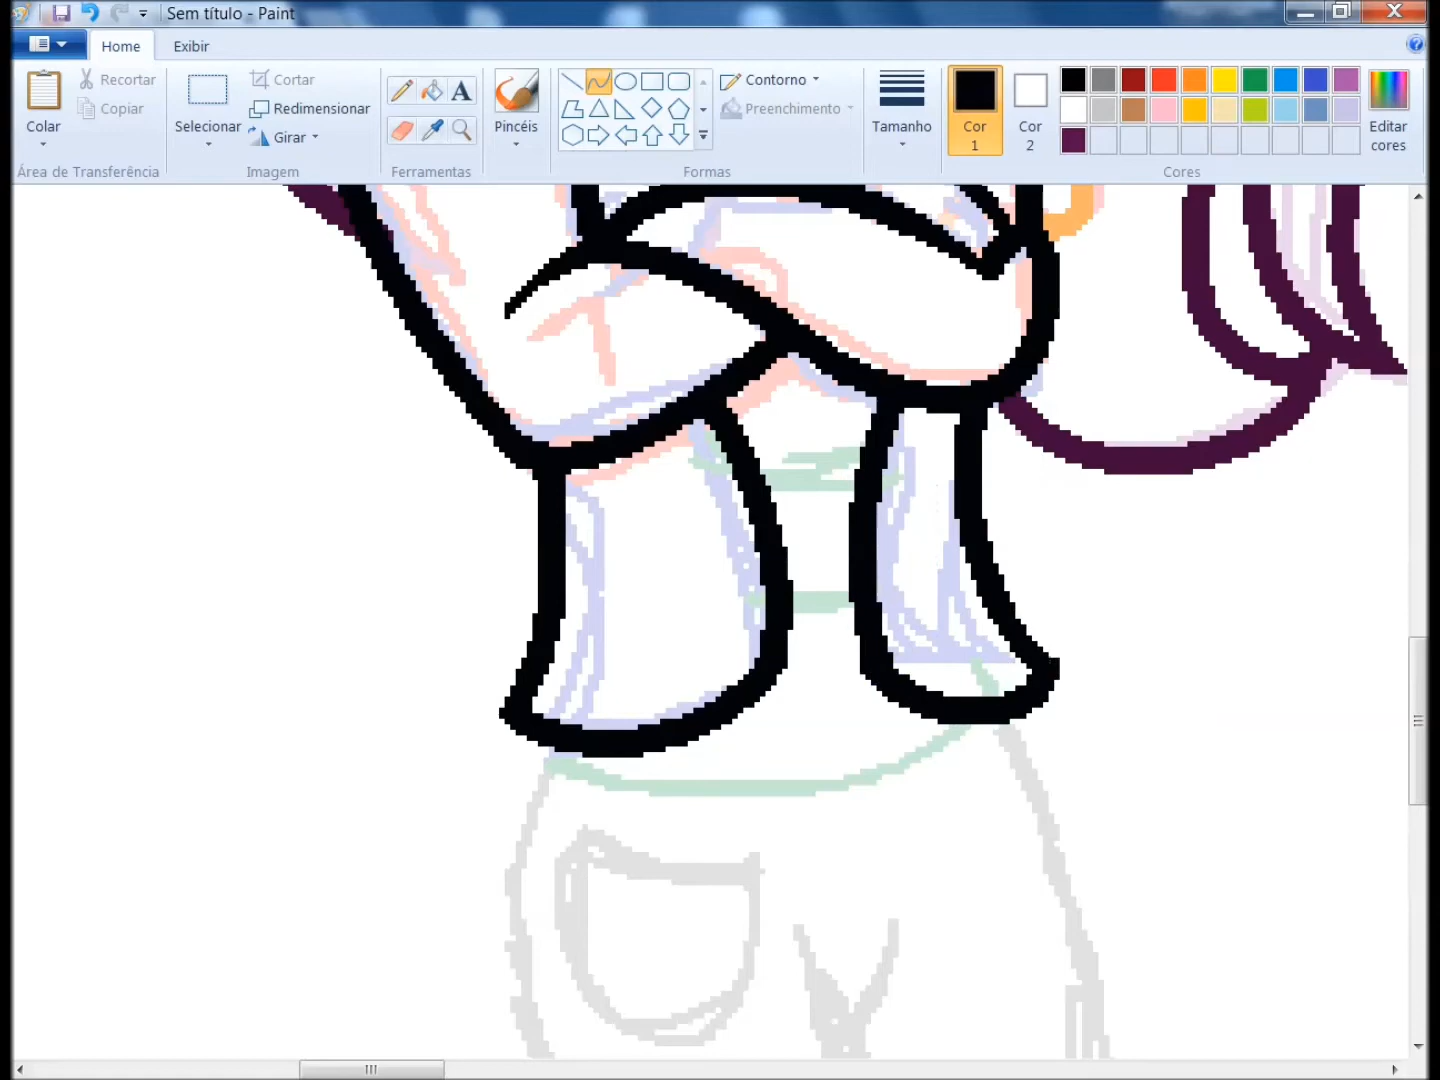 Sem título - Paint
Home Exibir
Colar
Recortar
Copiar
Área de Transferência
Selecionar
Cortar
Redimensionar
Girar
Imagem
A
Ferramentas
Pincéis
Contorno
Preenchimento
Formas
Tamanho
Cor
1
Cor
2
Cores
Editar
cores